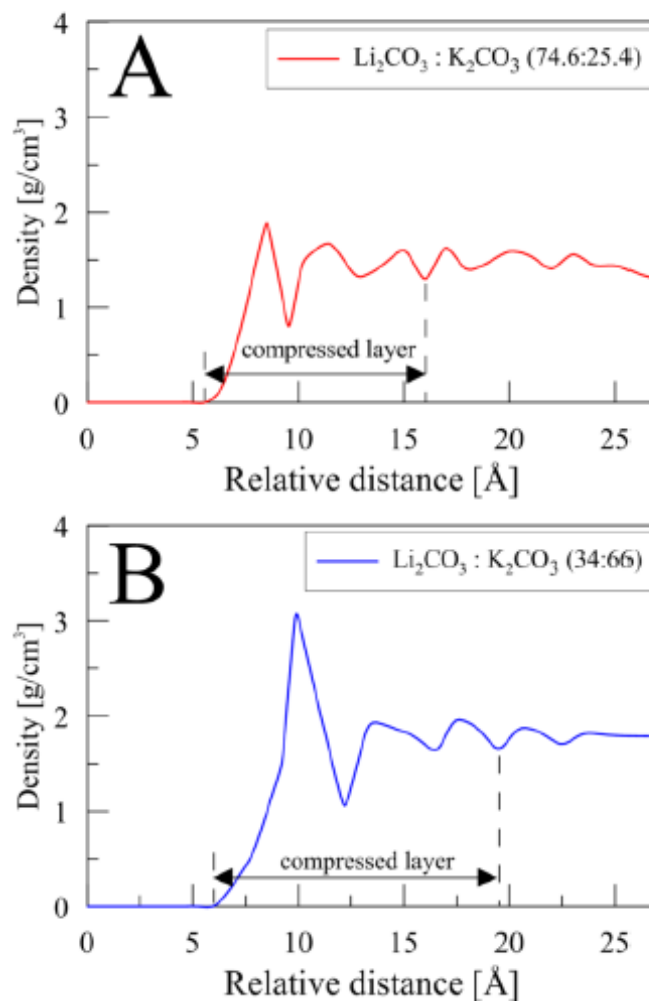 A
Li₂CO₃ : K₂CO₃ (74.6:25.4)
Density [g/cm³]
4
3
2
1
0
compressed layer
0 5 10 15 20 25
Relative distance [Å]
B
Li₂CO₃ : K₂CO₃ (34:66)
Density [g/cm³]
4
3
2
1
0
compressed layer
0 5 10 15 20 25
Relative distance [Å]